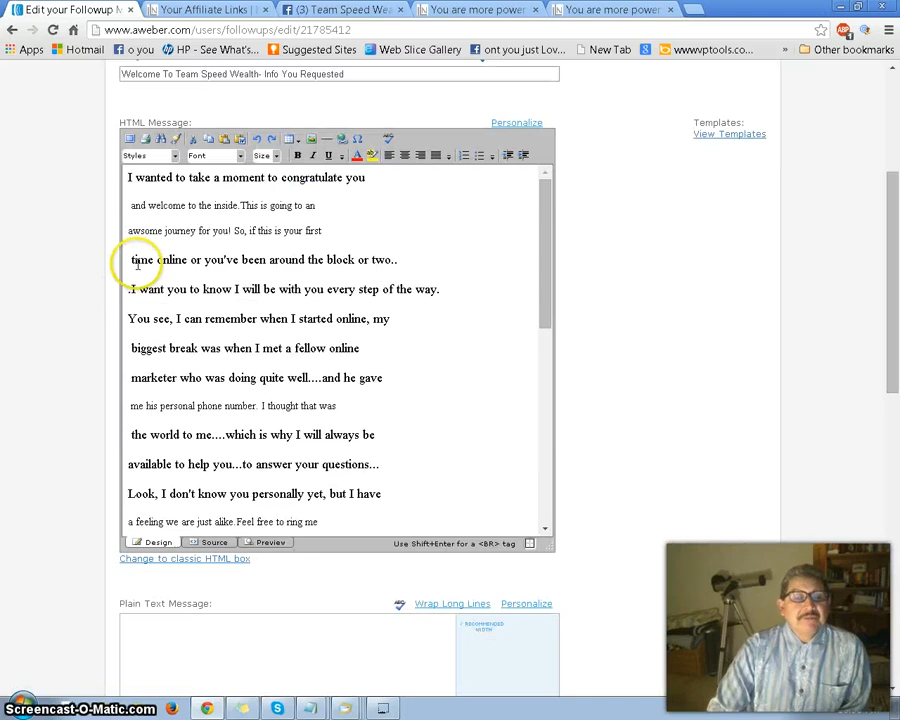 Edit your Followup M
Your Affiliate Links ||
(3) Team Speed Wea
You are more power
You are more power
www.aweber.com/users/followups/edit/21785412
Apps
Hotmail
o you
HP - See What's...
Suggested Sites
Web Slice Gallery
ont you just Lov...
New Tab
wwwvptools.co...
Other bookmarks
Welcome To Team Speed Wealth- Info You Requested
HTML Message:
Personalize
Templates:
View Templates
Styles
Font
Size
I wanted to take a moment to congratulate you
and welcome to the inside.This is going to an
awsome journey for you! So, if this is your first
time online or you've been around the block or two..
.I want you to know I will be with you every step of the way.
You see, I can remember when I started online, my
biggest break was when I met a fellow online
marketer who was doing quite well....and he gave
me his personal phone number. I thought that was
the world to me....which is why I will always be
available to help you...to answer your questions...
Look, I don't know you personally yet, but I have
a feeling we are just alike.Feel free to ring me
Design
Source
Preview
Use Shift+Enter for a <BR> tag
Change to classic HTML box
Plain Text Message:
Wrap Long Lines
Personalize
RECOMMENDED
WIDTH
Screencast-O-Matic.com